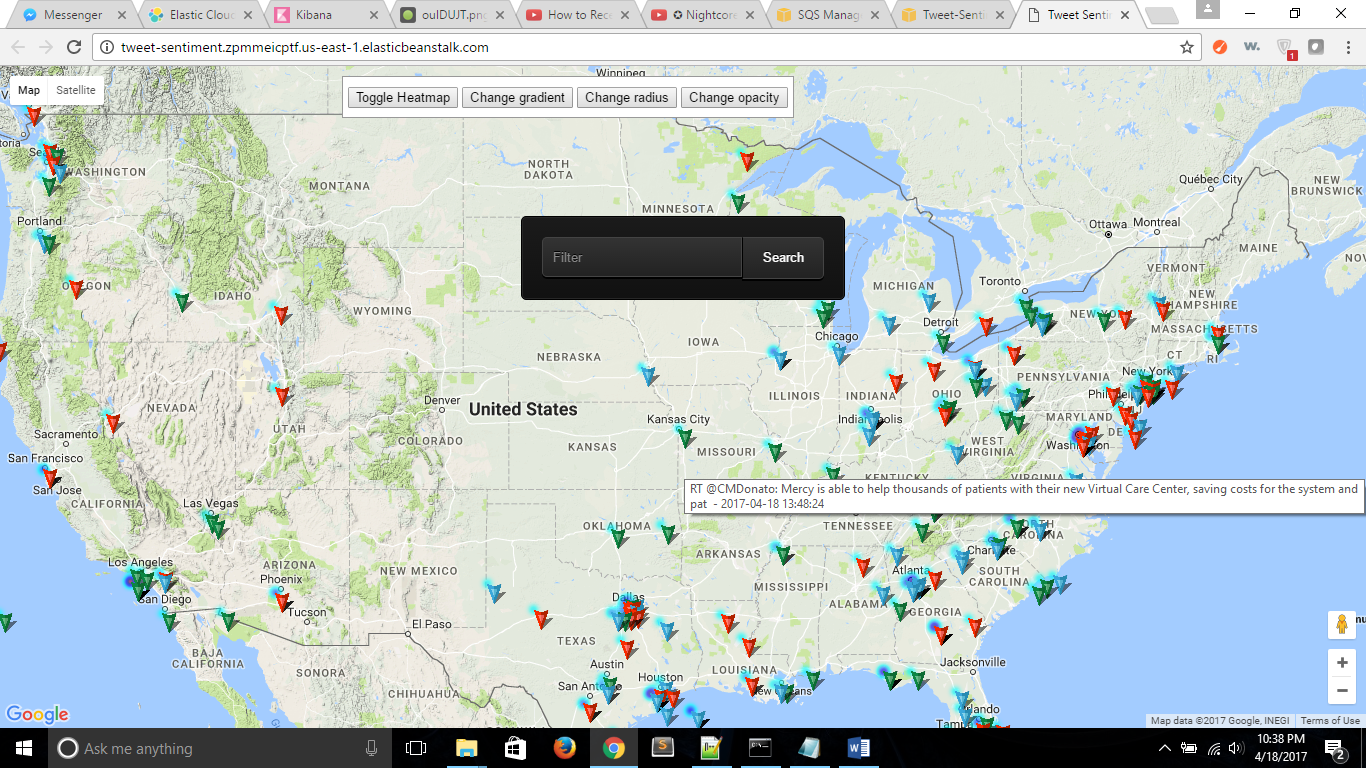 Messenger
Elastic Clou
Kibana
ouIDUJT.png
How to Rece
✪ Nightcore
SQS Manag
Tweet-Senti
Tweet Senti
tweet-sentiment.zpmmeicptf.us-east-1.elasticbeanstalk.com
w.
1
Map
Satellite
Toggle Heatmap
Change gradient
Change radius
Change opacity
Winnipeg
WASHINGTON
MONTANA
NORTH
DAKOTA
MINNESOTA
Québec City
NEW
BRUNSWICK
Ottawa
Montreal
MAINE
Portland
Filter
Search
VERMONT
Toronto
MICHIGAN
OREGON
IDAHO
WYOMING
NEW
HAMPSHIRE
NEW YORK
MASSACHUSETTS
Detroit
Chicago
IOWA
NEBRASKA
CT
RI
New York
PENNSYLVANIA
NEVADA
UTAH
Denver
United States
ILLINOIS
INDIANA
OHIO
Indianapolis
MARYLAND
DE
NJ
Sacramento
COLORADO
Kansas City
KANSAS
MISSOURI
WEST
VIRGINIA
Washington
San Francisco
San Jose
CALIFORNIA
KENTUCKY
VIRGINIA
Las Vegas
RT @CMDonato: Mercy is able to help thousands of patients with their new Virtual Care Center, saving costs for the system and
pat - 2017-04-18 13:48:24
OKLAHOMA
TENNESSEE
NORTH
CAROLINA
ARKANSAS
Charlotte
Los Angeles
ARIZONA
NEW MEXICO
Phoenix
Atlanta
SOUTH
CAROLINA
MISSISSIPPI
ALABAMA
GEORGIA
San Diego
Tucson
Dallas
El Paso
TEXAS
BAJA
CALIFORNIA
SONORA
CHIHUAHUA
Austin
LOUISIANA
Jacksonville
San Antonio
Houston
New Orleans
Orlando
Tampa
Google
Map data ©2017 Google, INEGI
Terms of Use
Ask me anything
10:38 PM
4/18/2017
2